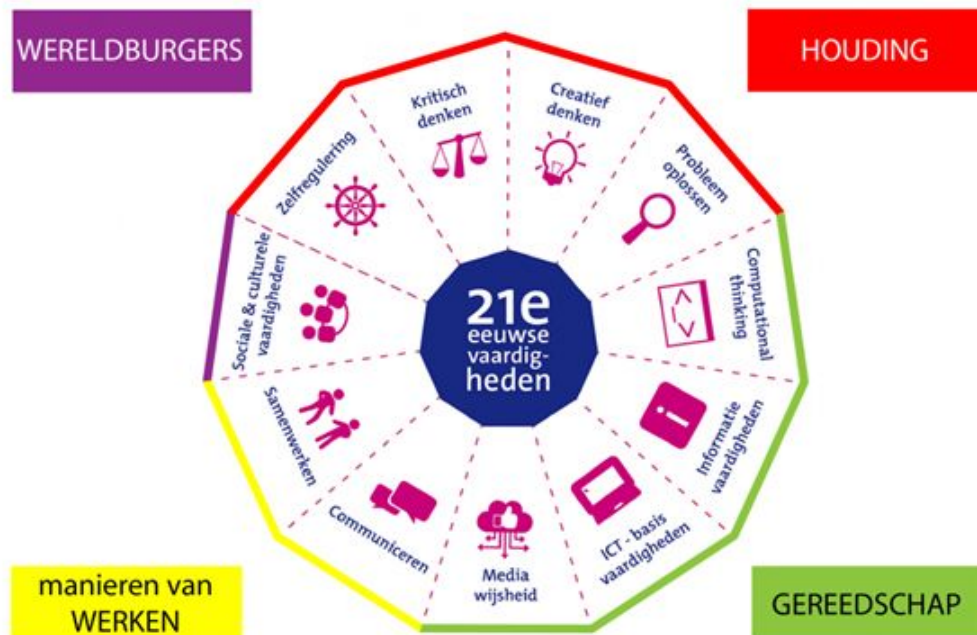 WERELDBURGERS
HOUDING
Kritisch
denken
Creatief
denken
Probleem
oplossen
Computational
thinking
Informatie
vaardigheden
ICT - basis
vaardigheden
Media
wijsheid
Communiceren
Samenwerken
Sociale & culturele
vaardigheden
Zelfregulering
21e
eeuwse
vaardig-
heden
manieren van
WERKEN
GEREEDSCHAP